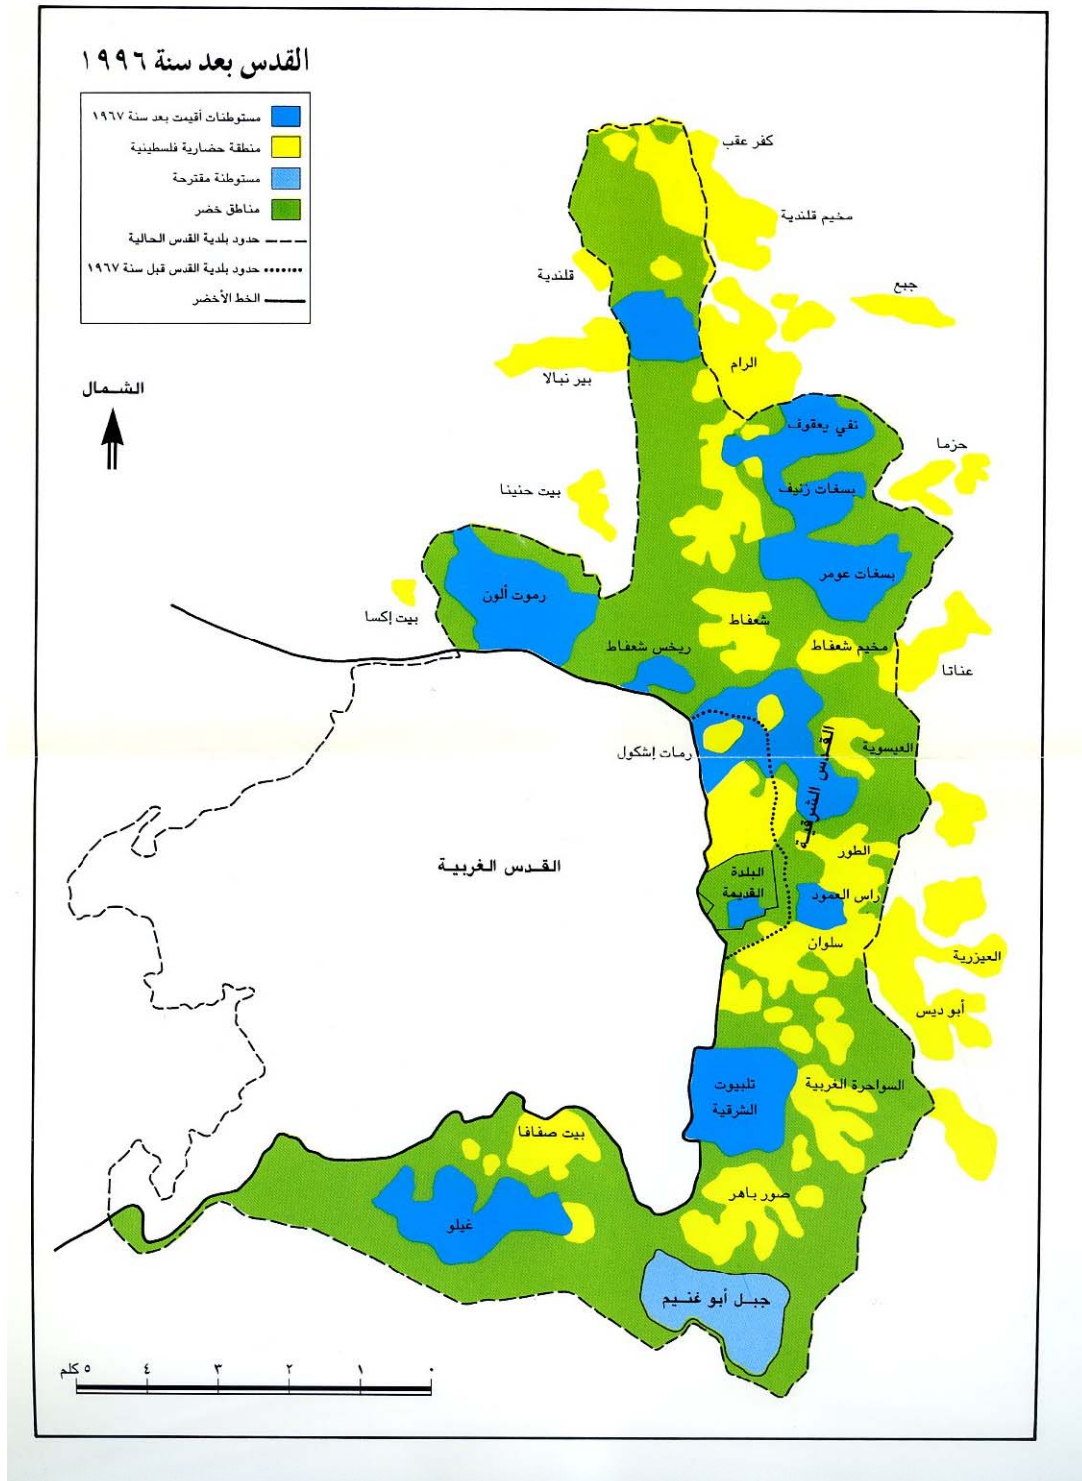 القدس بعد سنة ١٩٩٦
مستوطنات أقيمت بعد سنة ١٩٦٧
منطقة حضارية فلسطينية
مستوطنة مقترحة
مناطق خضر
حدود بلدية القدس الحالية
حدود بلدية القدس قبل سنة ١٩٦٧
الخط الأخضر
الشمال
كفر عقب
مخيم قلندية
قلندية
جبع
الرام
بير نبالا
نفي يعقوف
حزما
بسغات زئيف
بيت حنينا
بسغات عومر
رموت ألون
بيت إكسا
شعفاط
ريخس شعفاط
مخيم شعفاط
عناتا
العيسوية
رمات إشكول
القدس الشرقية
الطور
القدس الغربية
البلدة
القديمة
راس العمود
سلوان
العيزرية
أبو ديس
تلبيوت
الشرقية
السواحرة الغربية
بيت صفافا
صور باهر
غيلو
جبل أبو غنيم
٥ كلم ٤ ٣ ٢ ١ ٠